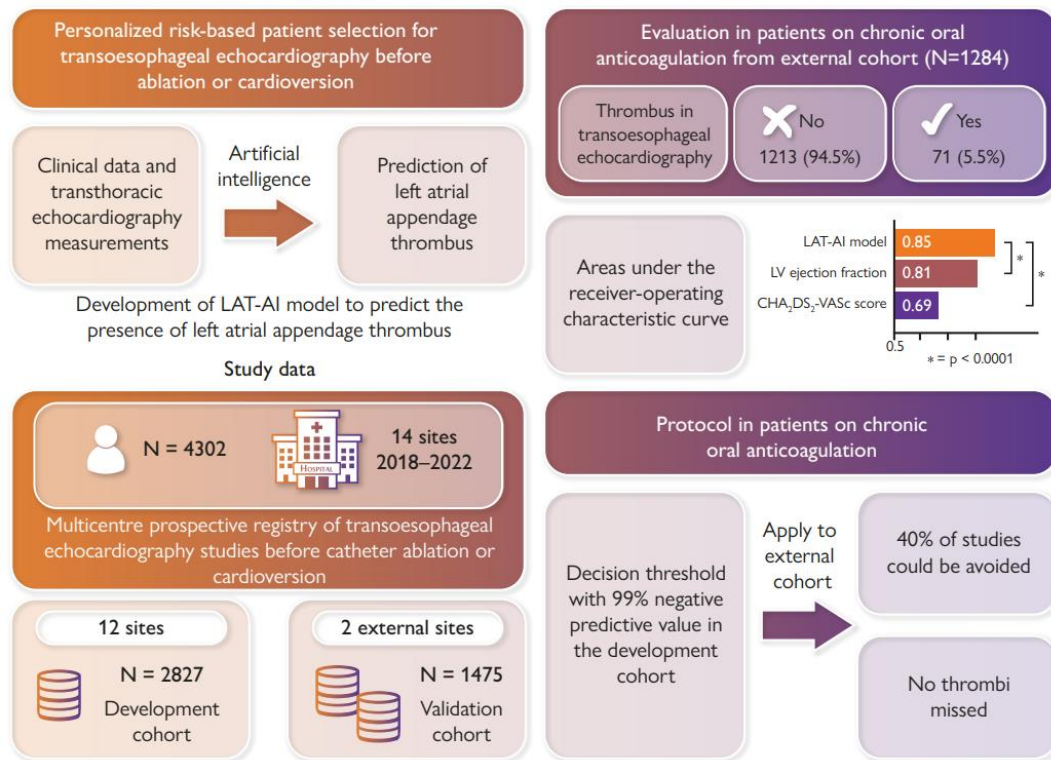 Personalized risk-based patient selection for
transoesophageal echocardiography before
ablation or cardioversion
Clinical data and
transthoracic
echocardiography
measurements
Artificial
intelligence
Prediction of
left atrial
appendage
thrombus
Development of LAT-AI model to predict the
presence of left atrial appendage thrombus
Study data
N = 4302
HOSPITAL
14 sites
2018–2022
Multicentre prospective registry of transoesophageal
echocardiography studies before catheter ablation or
cardioversion
12 sites
N = 2827
Development
cohort
2 external sites
N = 1475
Validation
cohort
Evaluation in patients on chronic oral
anticoagulation from external cohort (N=1284)
Thrombus in
transoesophageal
echocardiography
No
1213 (94.5%)
Yes
71 (5.5%)
Areas under the
receiver-operating
characteristic curve
LAT-AI model 0.85
LV ejection fraction 0.81
CHA₂DS₂-VASc score 0.69
* *
0.5
* = p < 0.0001
Protocol in patients on chronic
oral anticoagulation
Decision threshold
with 99% negative
predictive value in
the development
cohort
Apply to
external
cohort
40% of studies
could be avoided
No thrombi
missed